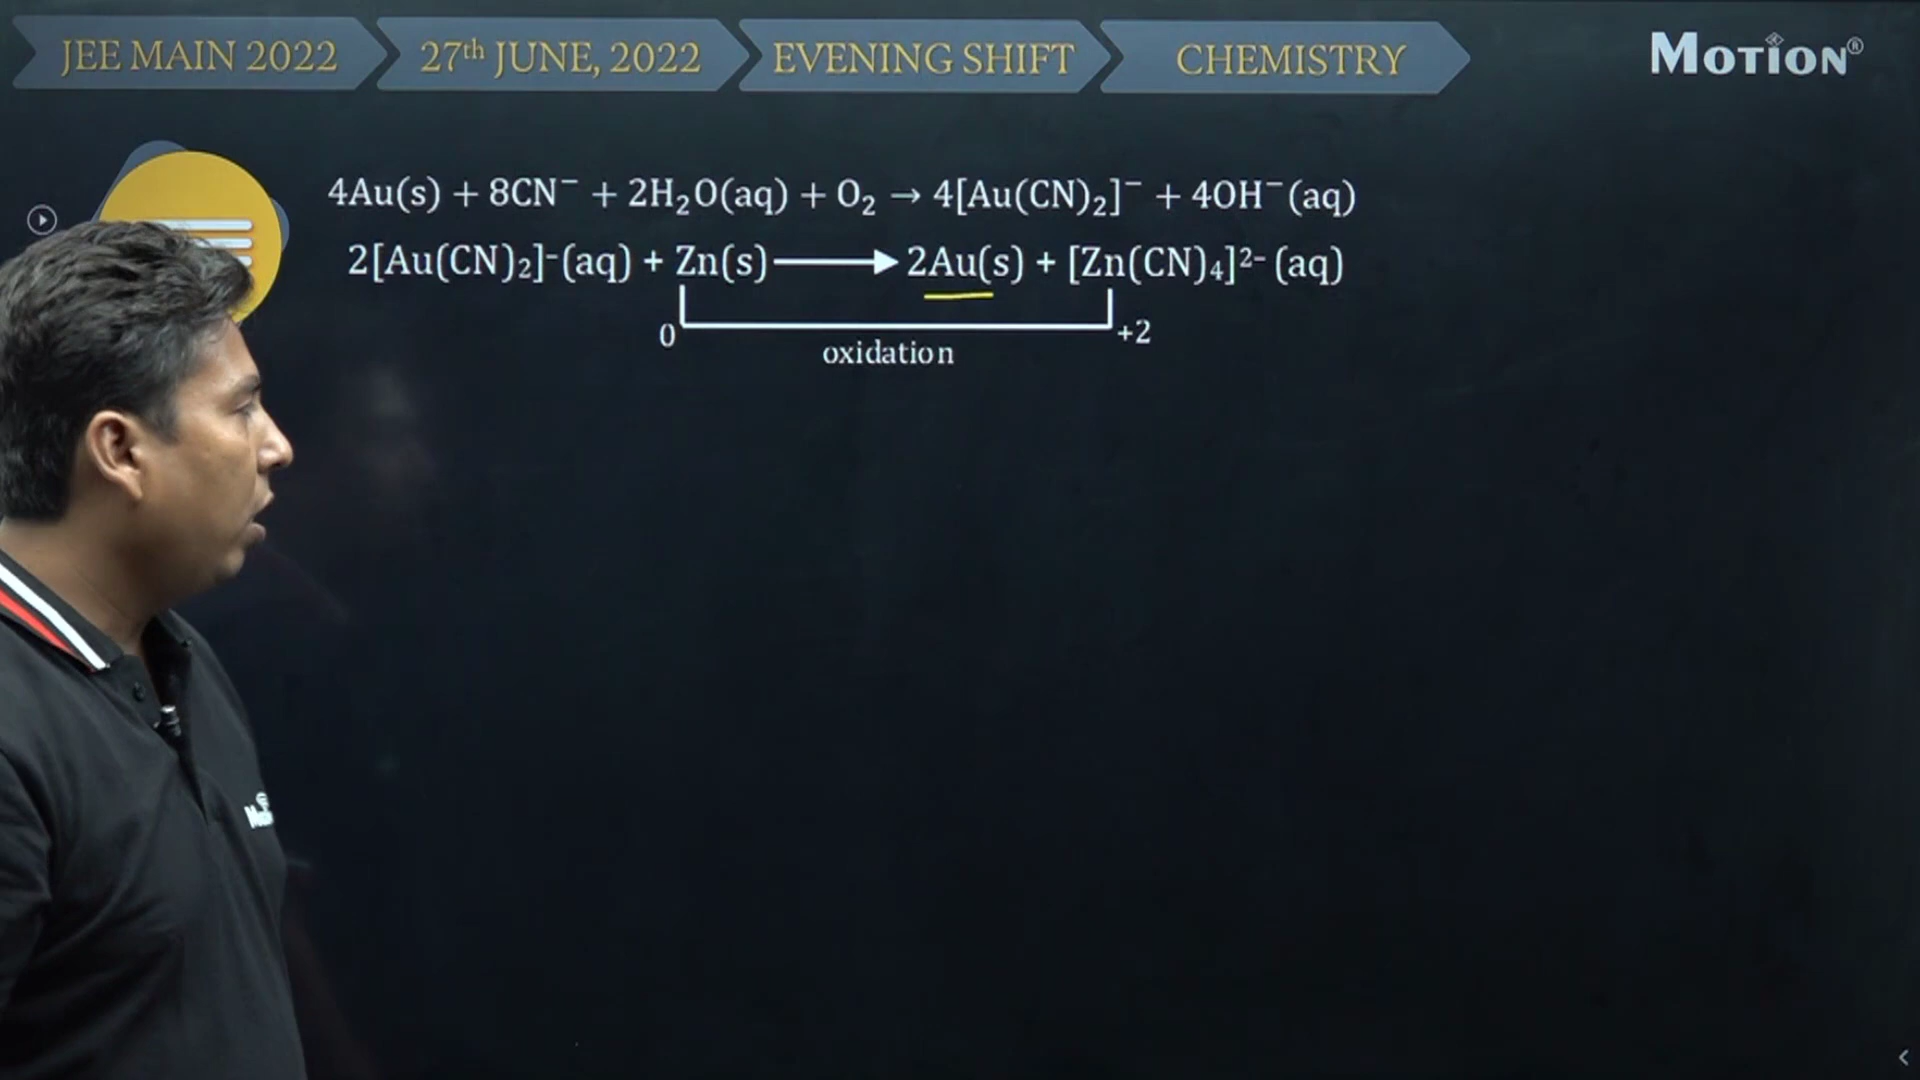 JEE MAIN 2022
27th JUNE, 2022
EVENING SHIFT
CHEMISTRY
MOTION®
4Au(s) + 8CN⁻ + 2H₂O(aq) + O₂ → 4[Au(CN)₂]⁻ + 4OH⁻(aq)
2[Au(CN)₂]⁻(aq) + Zn(s) ⟶ 2Au(s) + [Zn(CN)₄]²⁻ (aq)
0 +2
oxidation